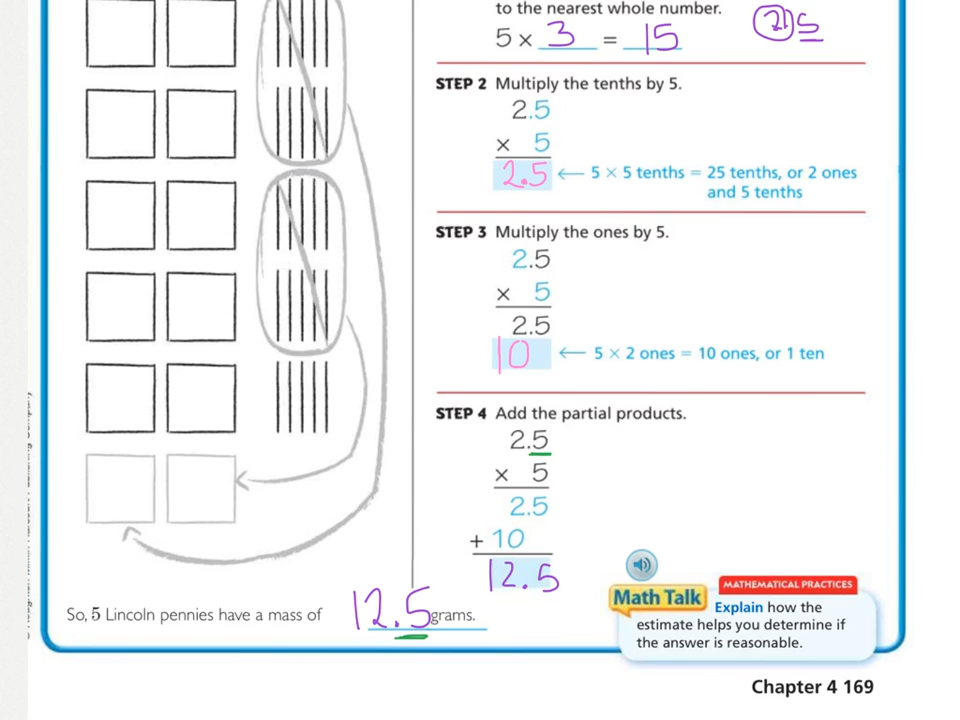 to the nearest whole number.
5 × 3 = 15
STEP 2 Multiply the tenths by 5.
2.5
× 5
2.5 ← 5 × 5 tenths = 25 tenths, or 2 ones
and 5 tenths
STEP 3 Multiply the ones by 5.
2.5
× 5
2.5
10 ← 5 × 2 ones = 10 ones, or 1 ten
STEP 4 Add the partial products.
2.5
× 5
2.5
+ 10
12.5
So, 5 Lincoln pennies have a mass of 12.5 grams.
Math Talk
MATHEMATICAL PRACTICES
Explain how the
estimate helps you determine if
the answer is reasonable.
Chapter 4 169